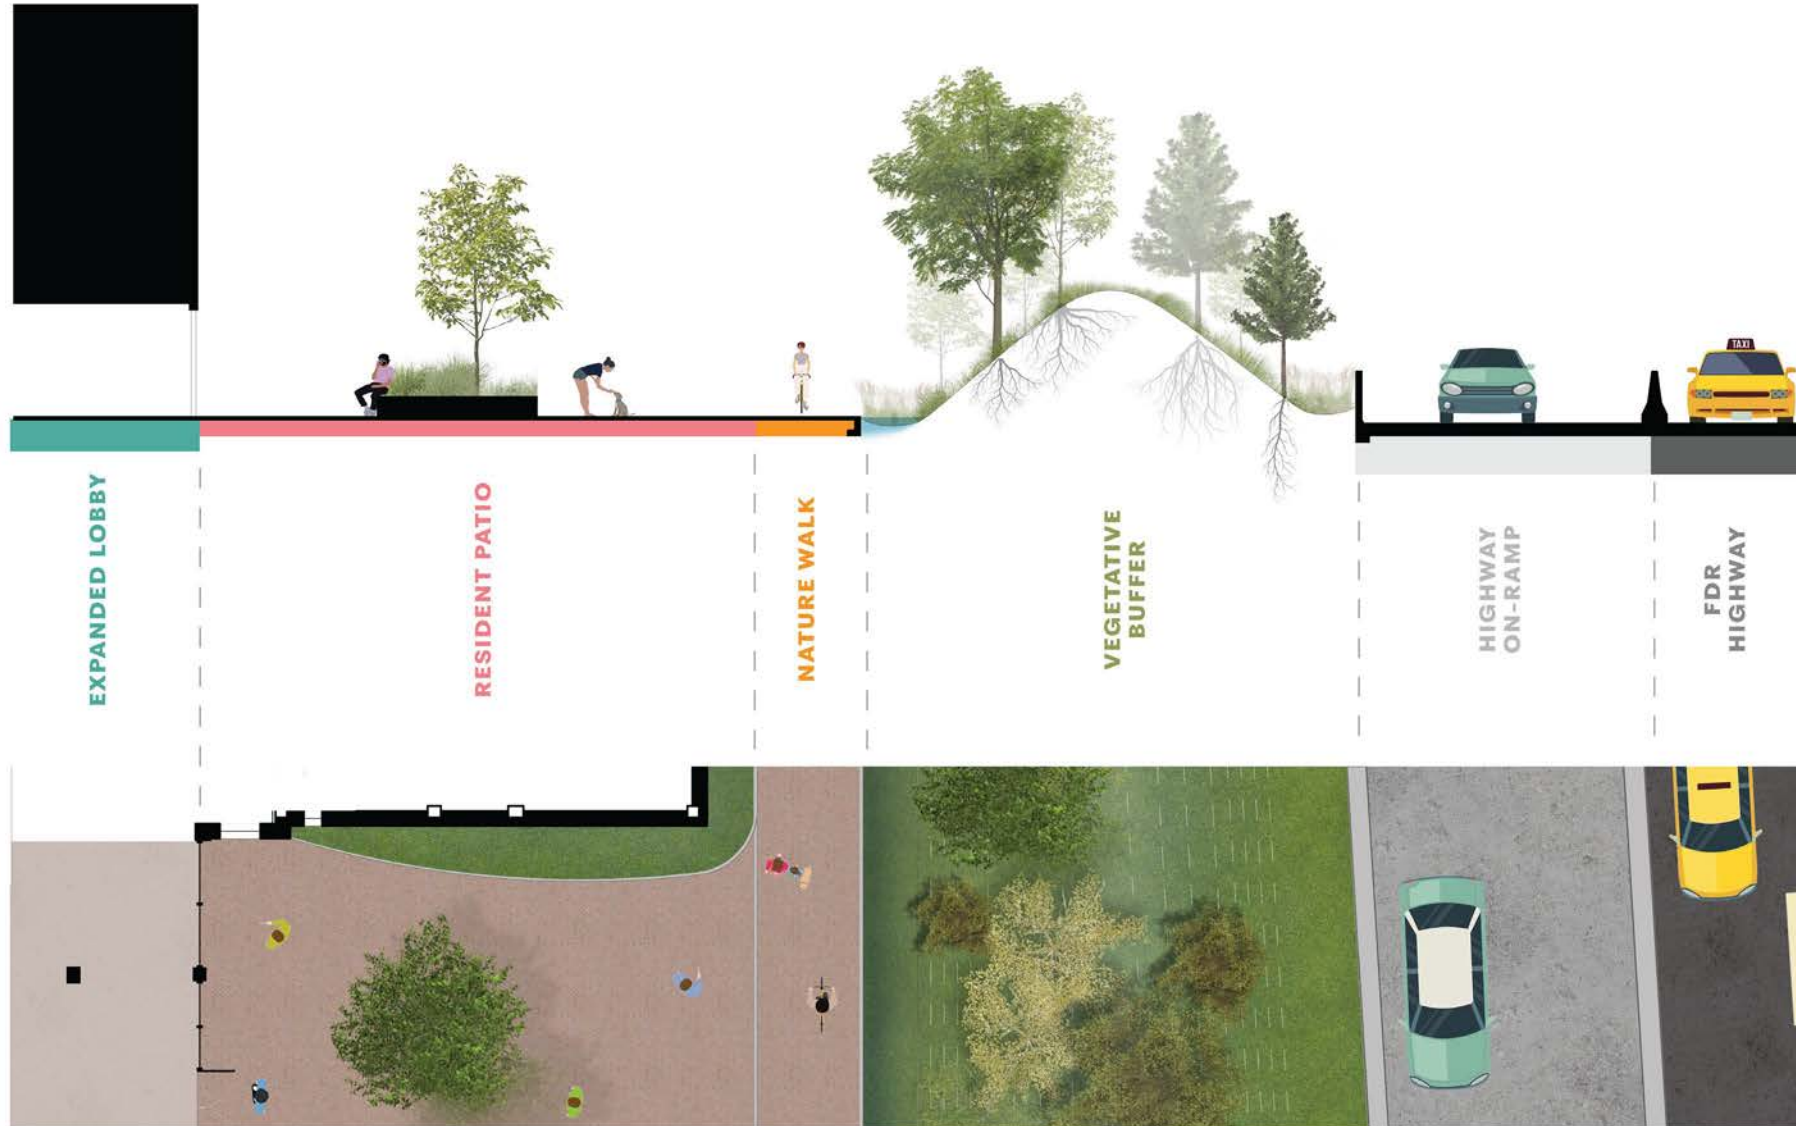 TAXI
EXPANDED LOBBY
RESIDENT PATIO
NATURE WALK
VEGETATIVE
BUFFER
HIGHWAY
ON-RAMP
FDR
HIGHWAY